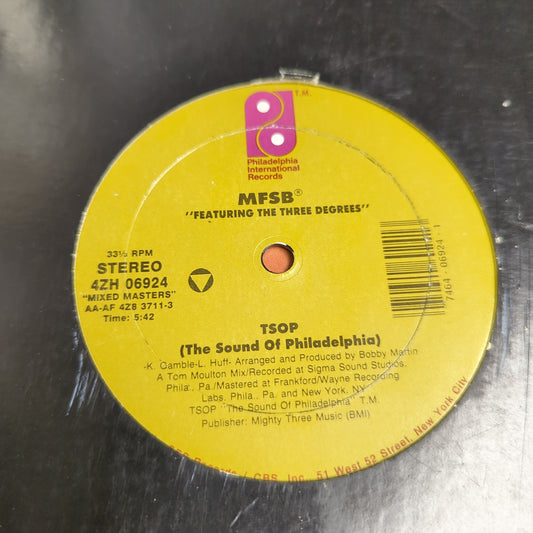 T.M.
Philadelphia
International
Records
MFSB®
"FEATURING THE THREE DEGREES"
33⅓ RPM
STEREO
4ZH 06924
"MIXED MASTERS"
AA-AF 4Z8 3711-3
Time: 5:42
7464-06924-1
TSOP
(The Sound Of Philadelphia)
-K. Gamble-L. Huff- Arranged and Produced by Bobby Martin
A Tom Moulton Mix/Recorded at Sigma Sound Studios,
Phila., Pa./Mastered at Frankford/Wayne Recording
Labs, Phila., Pa. and New York, NY
TSOP "The Sound Of Philadelphia" T.M.
Publisher: Mighty Three Music (BMI)
Records / CBS, Inc. 51 West 52 Street, New York City